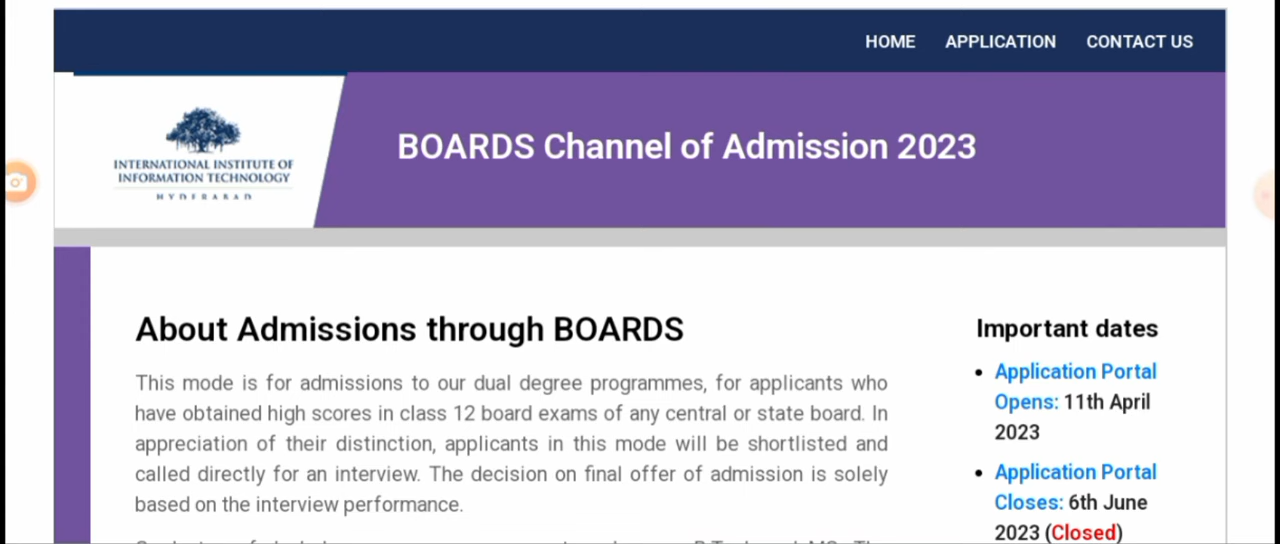 HOME APPLICATION CONTACT US
INTERNATIONAL INSTITUTE OF
INFORMATION TECHNOLOGY
HYDERABAD
BOARDS Channel of Admission 2023
About Admissions through BOARDS
This mode is for admissions to our dual degree programmes, for applicants who
have obtained high scores in class 12 board exams of any central or state board. In
appreciation of their distinction, applicants in this mode will be shortlisted and
called directly for an interview. The decision on final offer of admission is solely
based on the interview performance.
Important dates
Application Portal
Opens: 11th April
2023
Application Portal
Closes: 6th June
2023 (Closed)